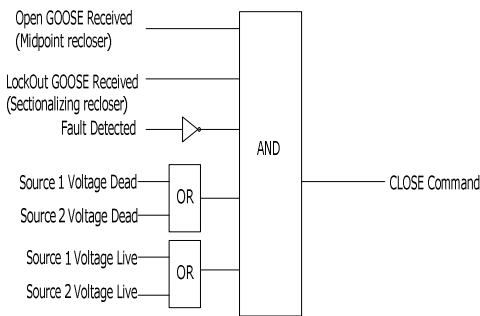 Open GOOSE Received
(Midpoint recloser)
LockOut GOOSE Received
(Sectionalizing recloser)
Fault Detected
AND
CLOSE Command
Source 1 Voltage Dead
OR
Source 2 Voltage Dead
Source 1 Voltage Live
OR
Source 2 Voltage Live